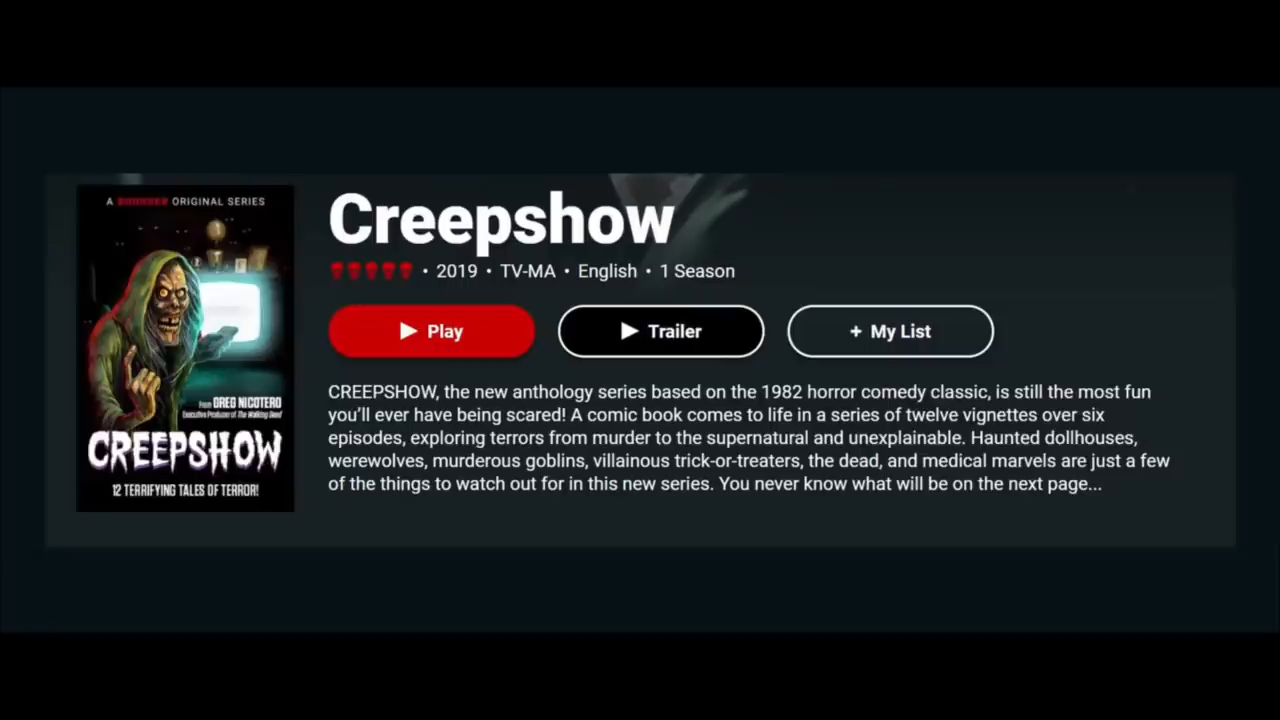 A SHUDDER ORIGINAL SERIES
FROM GREG NICOTERO
Executive Producer of The Walking Dead
CREEPSHOW
12 TERRIFYING TALES OF TERROR!
Creepshow
• 2019 • TV-MA • English • 1 Season
Play
Trailer
+ My List
CREEPSHOW, the new anthology series based on the 1982 horror comedy classic, is still the most fun
you’ll ever have being scared! A comic book comes to life in a series of twelve vignettes over six
episodes, exploring terrors from murder to the supernatural and unexplainable. Haunted dollhouses,
werewolves, murderous goblins, villainous trick-or-treaters, the dead, and medical marvels are just a few
of the things to watch out for in this new series. You never know what will be on the next page...